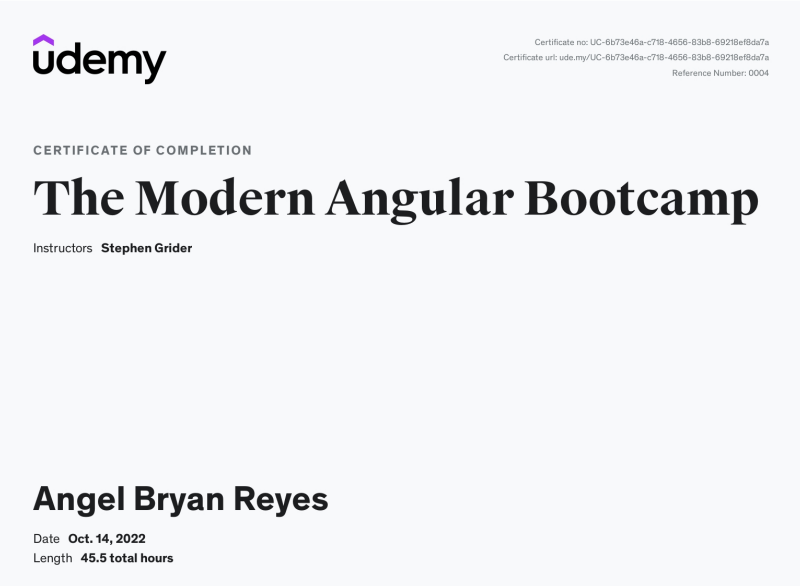 udemy
Certificate no: UC-6b73e46a-c718-4656-83b8-69218ef8da7a
Certificate url: ude.my/UC-6b73e46a-c718-4656-83b8-69218ef8da7a
Reference Number: 0004
CERTIFICATE OF COMPLETION
The Modern Angular Bootcamp
Instructors Stephen Grider
Angel Bryan Reyes
Date Oct. 14, 2022
Length 45.5 total hours